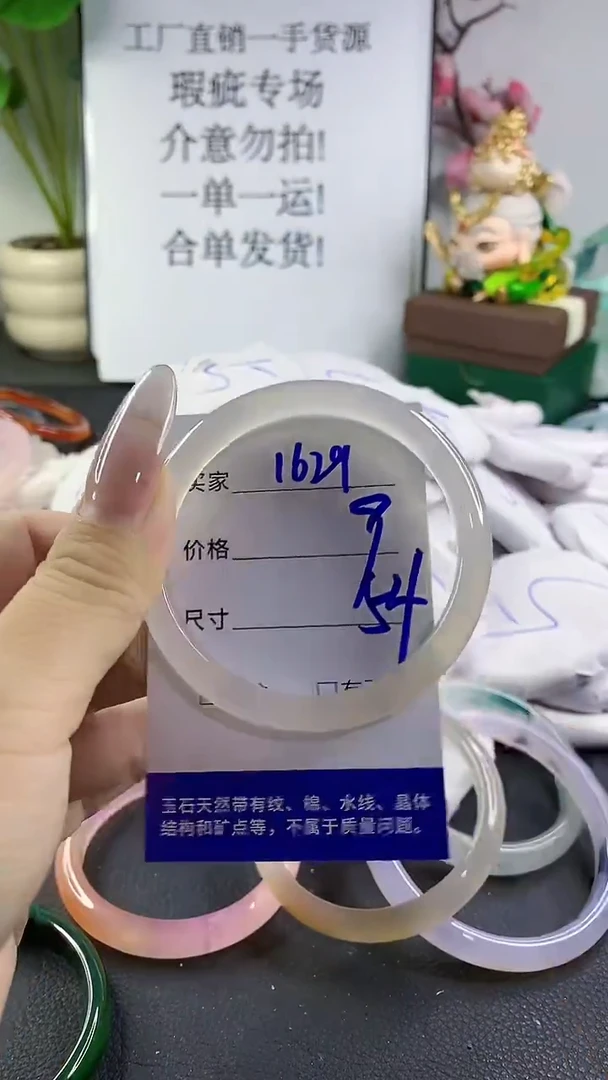 工厂直销一手货源
瑕疵专场
介意勿拍!
一单一运!
合单发货!
买家 1629
价格
尺寸 54
玉石天然带有纹、棉、水线、晶体
结构和矿点等，不属于质量问题。